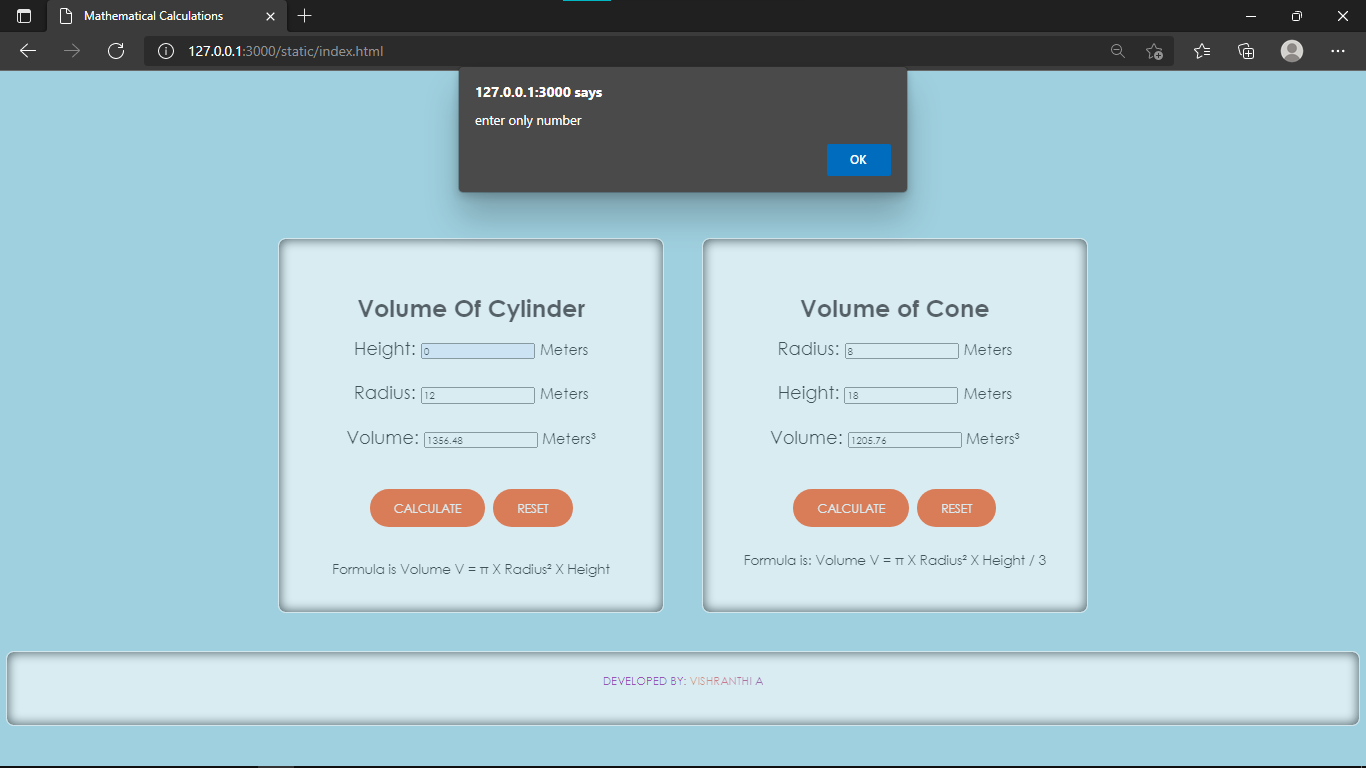 Mathematical Calculations
127.0.0.1:3000/static/index.html
127.0.0.1:3000 says
enter only number
OK
Volume Of Cylinder
Height: 0 Meters
Radius: 12 Meters
Volume: 1356.48 Meters³
CALCULATE RESET
Formula is Volume V = π X Radius² X Height
Volume of Cone
Radius: 8 Meters
Height: 18 Meters
Volume: 1205.76 Meters³
CALCULATE RESET
Formula is: Volume V = π X Radius² X Height / 3
DEVELOPED BY: VISHRANTHI A